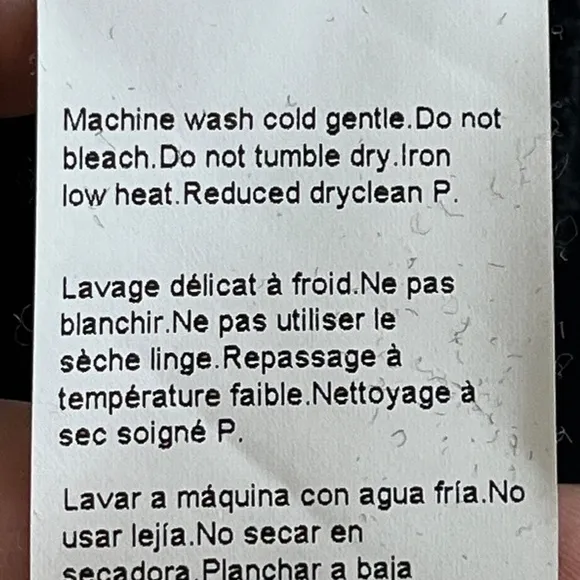 Machine wash cold gentle.Do not
bleach.Do not tumble dry.Iron
low heat.Reduced dryclean P.
Lavage délicat à froid.Ne pas
blanchir.Ne pas utiliser le
sèche linge.Repassage à
température faible.Nettoyage à
sec soigné P.
Lavar a máquina con agua fría.No
usar lejía.No secar en
secadora.Planchar a baja